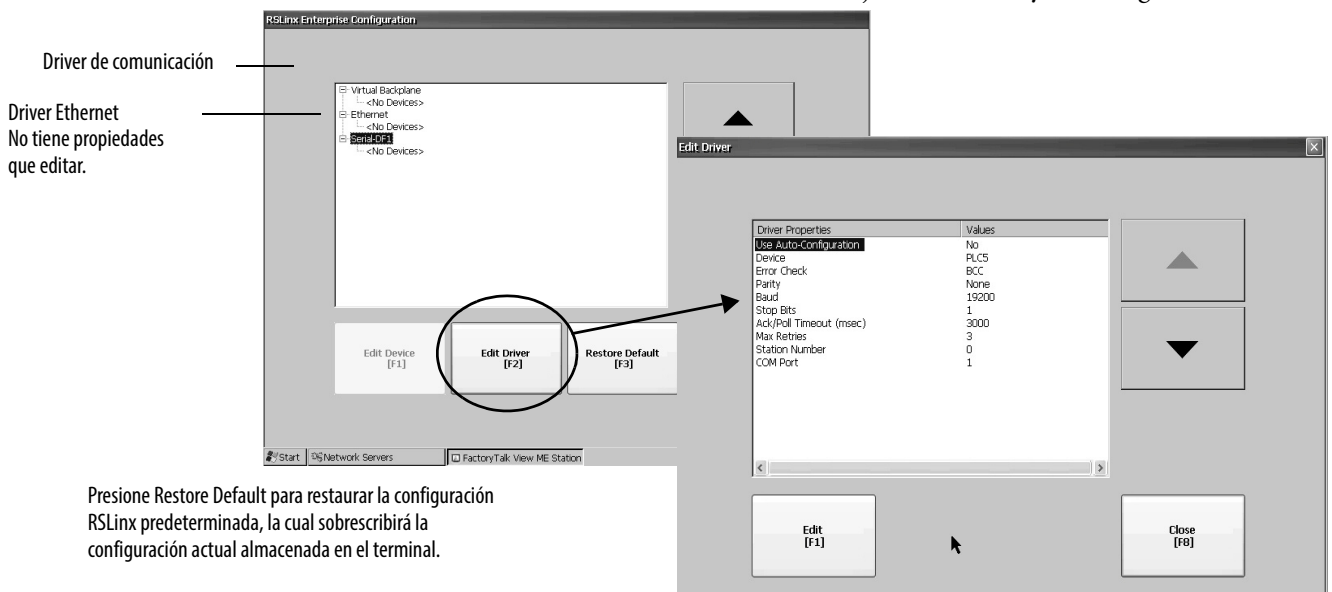 RSLinx Enterprise Configuration
Driver de comunicación
Driver Ethernet
No tiene propiedades
que editar.
Virtual Backplane
<No Devices>
Ethernet
<No Devices>
Serial-DF1
<No Devices>
Edit Device
[F1]
Edit Driver
[F2]
Restore Default
[F3]
Start
Network Servers
FactoryTalk View ME Station
Presione Restore Default para restaurar la configuración
RSLinx predeterminada, la cual sobrescribirá la
configuración actual almacenada en el terminal.
Edit Driver
Driver Properties Values
Use Auto-Configuration No
Device PLC5
Error Check BCC
Parity None
Baud 19200
Stop Bits 1
Ack/Poll Timeout (msec) 3000
Max Retries 3
Station Number 0
COM Port 1
Edit
[F1]
Close
[F8]